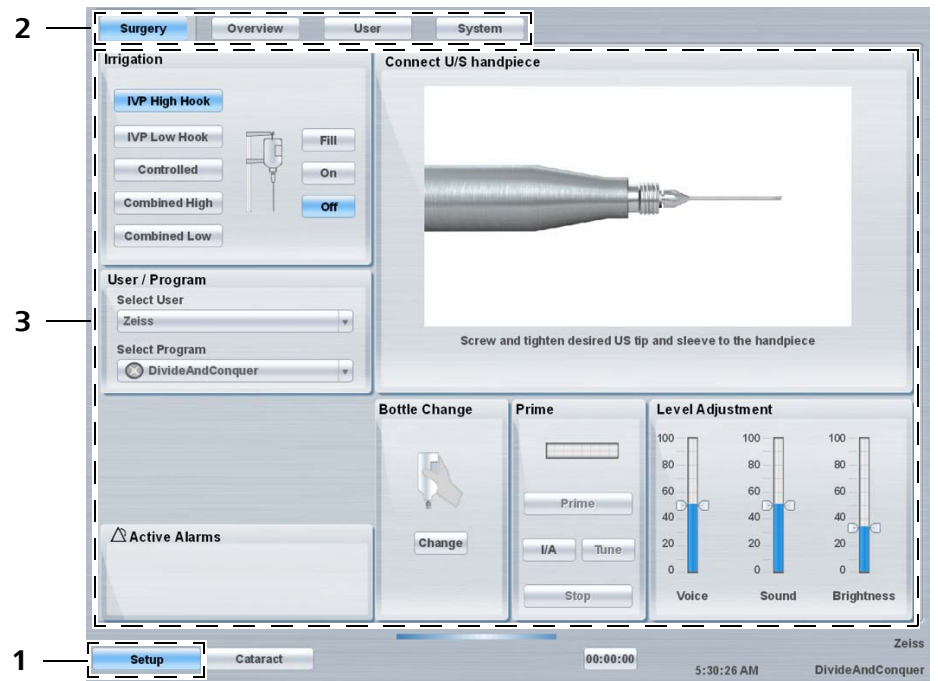 2
Surgery
Overview
User
System
Irrigation
IVP High Hook
IVP Low Hook
Controlled
Combined High
Combined Low
Fill
On
Off
Connect U/S handpiece
Screw and tighten desired US tip and sleeve to the handpiece
3
User / Program
Select User
Zeiss
Select Program
DivideAndConquer
Active Alarms
Bottle Change
Change
Prime
Prime
I/A
Tune
Stop
Level Adjustment
100
80
60
40
20
0
Voice
100
80
60
40
20
0
Sound
100
80
60
40
20
0
Brightness
1
Setup
Cataract
00:00:00
5:30:26 AM
Zeiss
DivideAndConquer